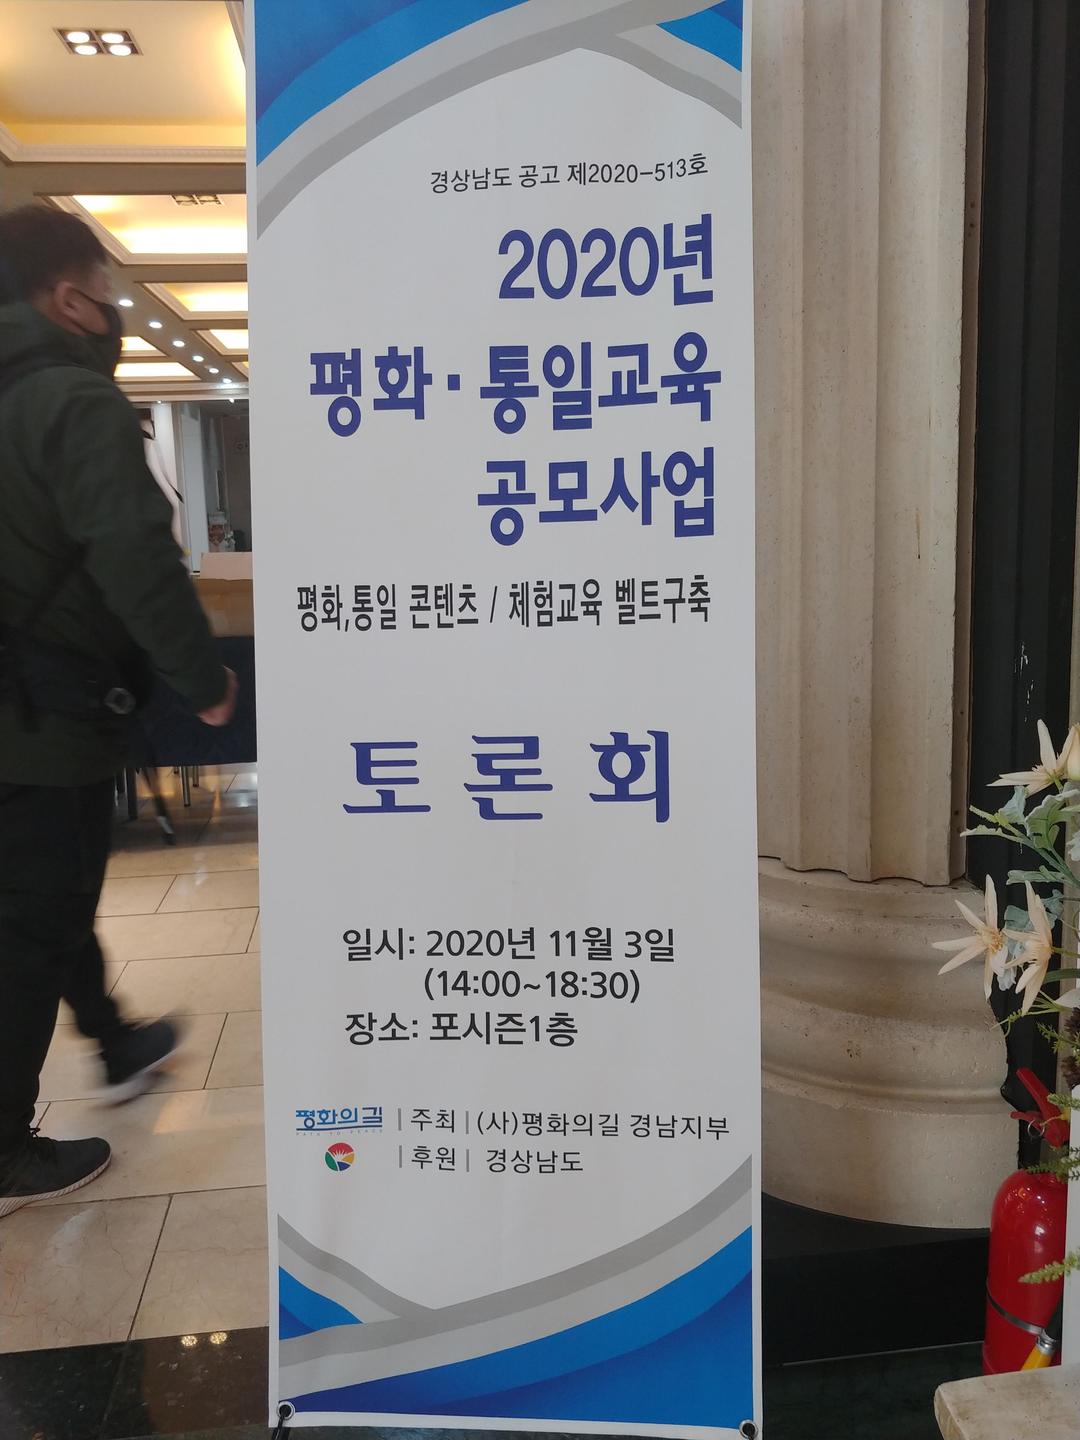 경상남도 공고 제2020-513호
2020년
평화·통일교육
공모사업
평화,통일 콘텐츠 / 체험교육 벨트구축
토론회
일시: 2020년 11월 3일
(14:00~18:30)
장소: 포시즌1층
평화의길 | 주최 | (사)평화의길 경남지부
PATH TO PEACE
| 후원 | 경상남도